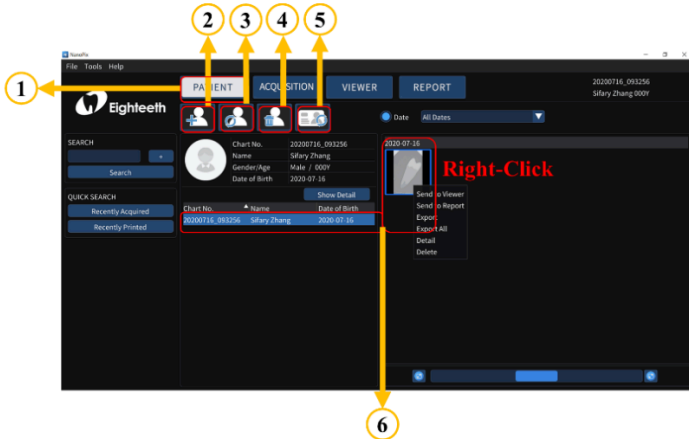 2 3 4 5
NanoPix
File Tools Help
1
PATIENT ACQUISITION VIEWER REPORT
20200716_093256
Sifary Zhang 000Y
Eighteeth
Date All Dates
SEARCH
+
Search
QUICK SEARCH
Recently Acquired
Recently Printed
Chart No. 20200716_093256
Name Sifary Zhang
Gender/Age Male / 000Y
Date of Birth 2020-07-16
Show Detail
Chart No. Name Date of Birth
20200716_093256 Sifary Zhang 2020-07-16
2020-07-16
Right-Click
Send to Viewer
Send to Report
Export
Export All
Detail
Delete
6